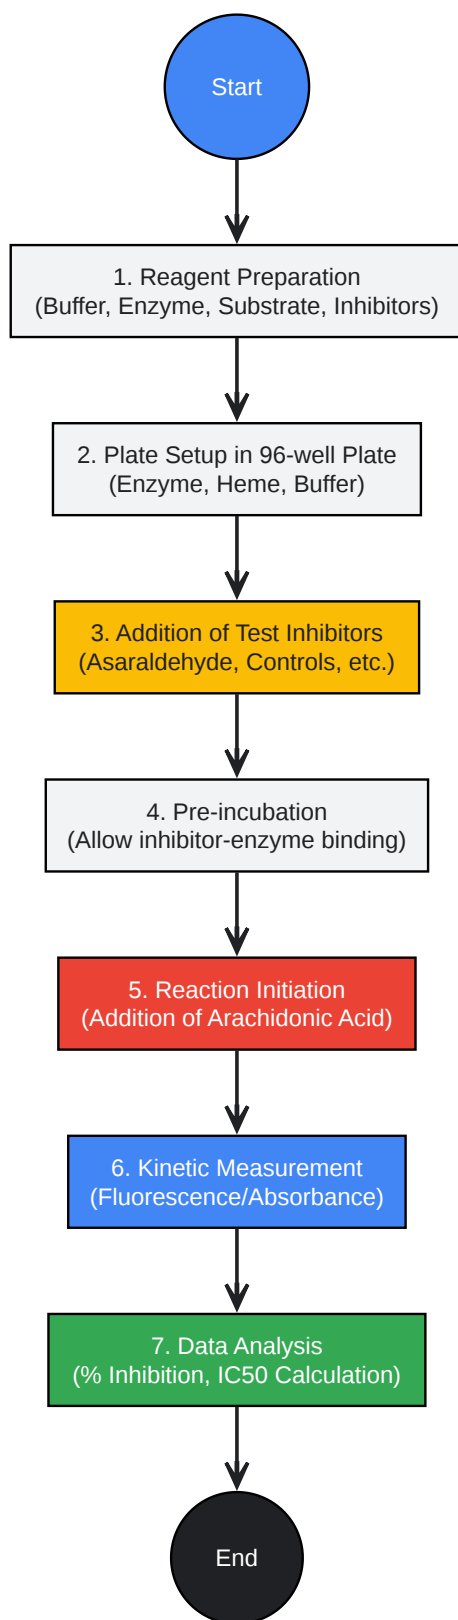 Start
1. Reagent Preparation
(Buffer, Enzyme, Substrate, Inhibitors)
2. Plate Setup in 96-well Plate
(Enzyme, Heme, Buffer)
3. Addition of Test Inhibitors
(Asaraldehyde, Controls, etc.)
4. Pre-incubation
(Allow inhibitor-enzyme binding)
5. Reaction Initiation
(Addition of Arachidonic Acid)
6. Kinetic Measurement
(Fluorescence/Absorbance)
7. Data Analysis
(% Inhibition, IC50 Calculation)
End